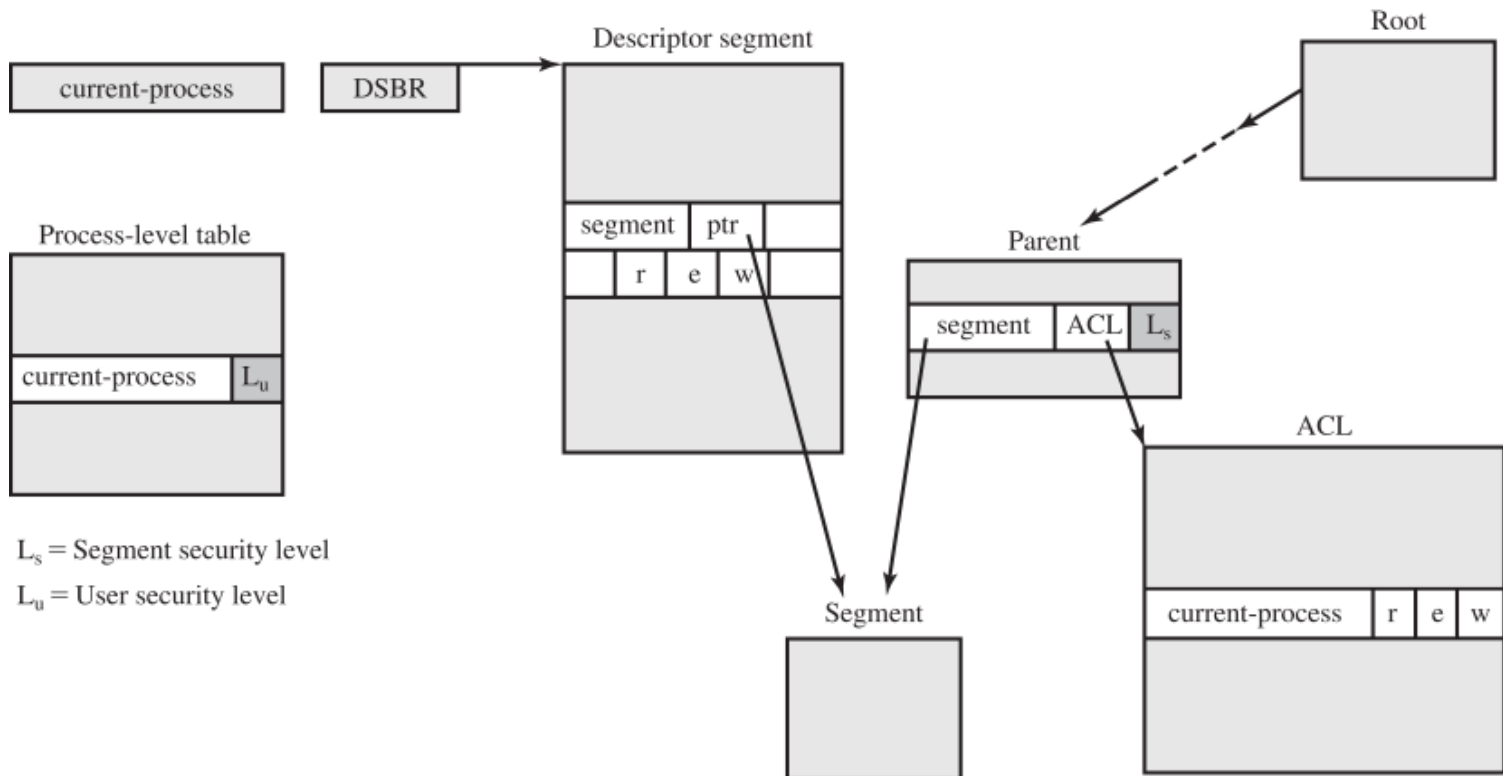 Root
Descriptor segment
current-process
DSBR
Process-level table
segment ptr
r e w
Parent
segment ACL Ls
current-process Lu
ACL
Ls = Segment security level
Lu = User security level
Segment
current-process r e w